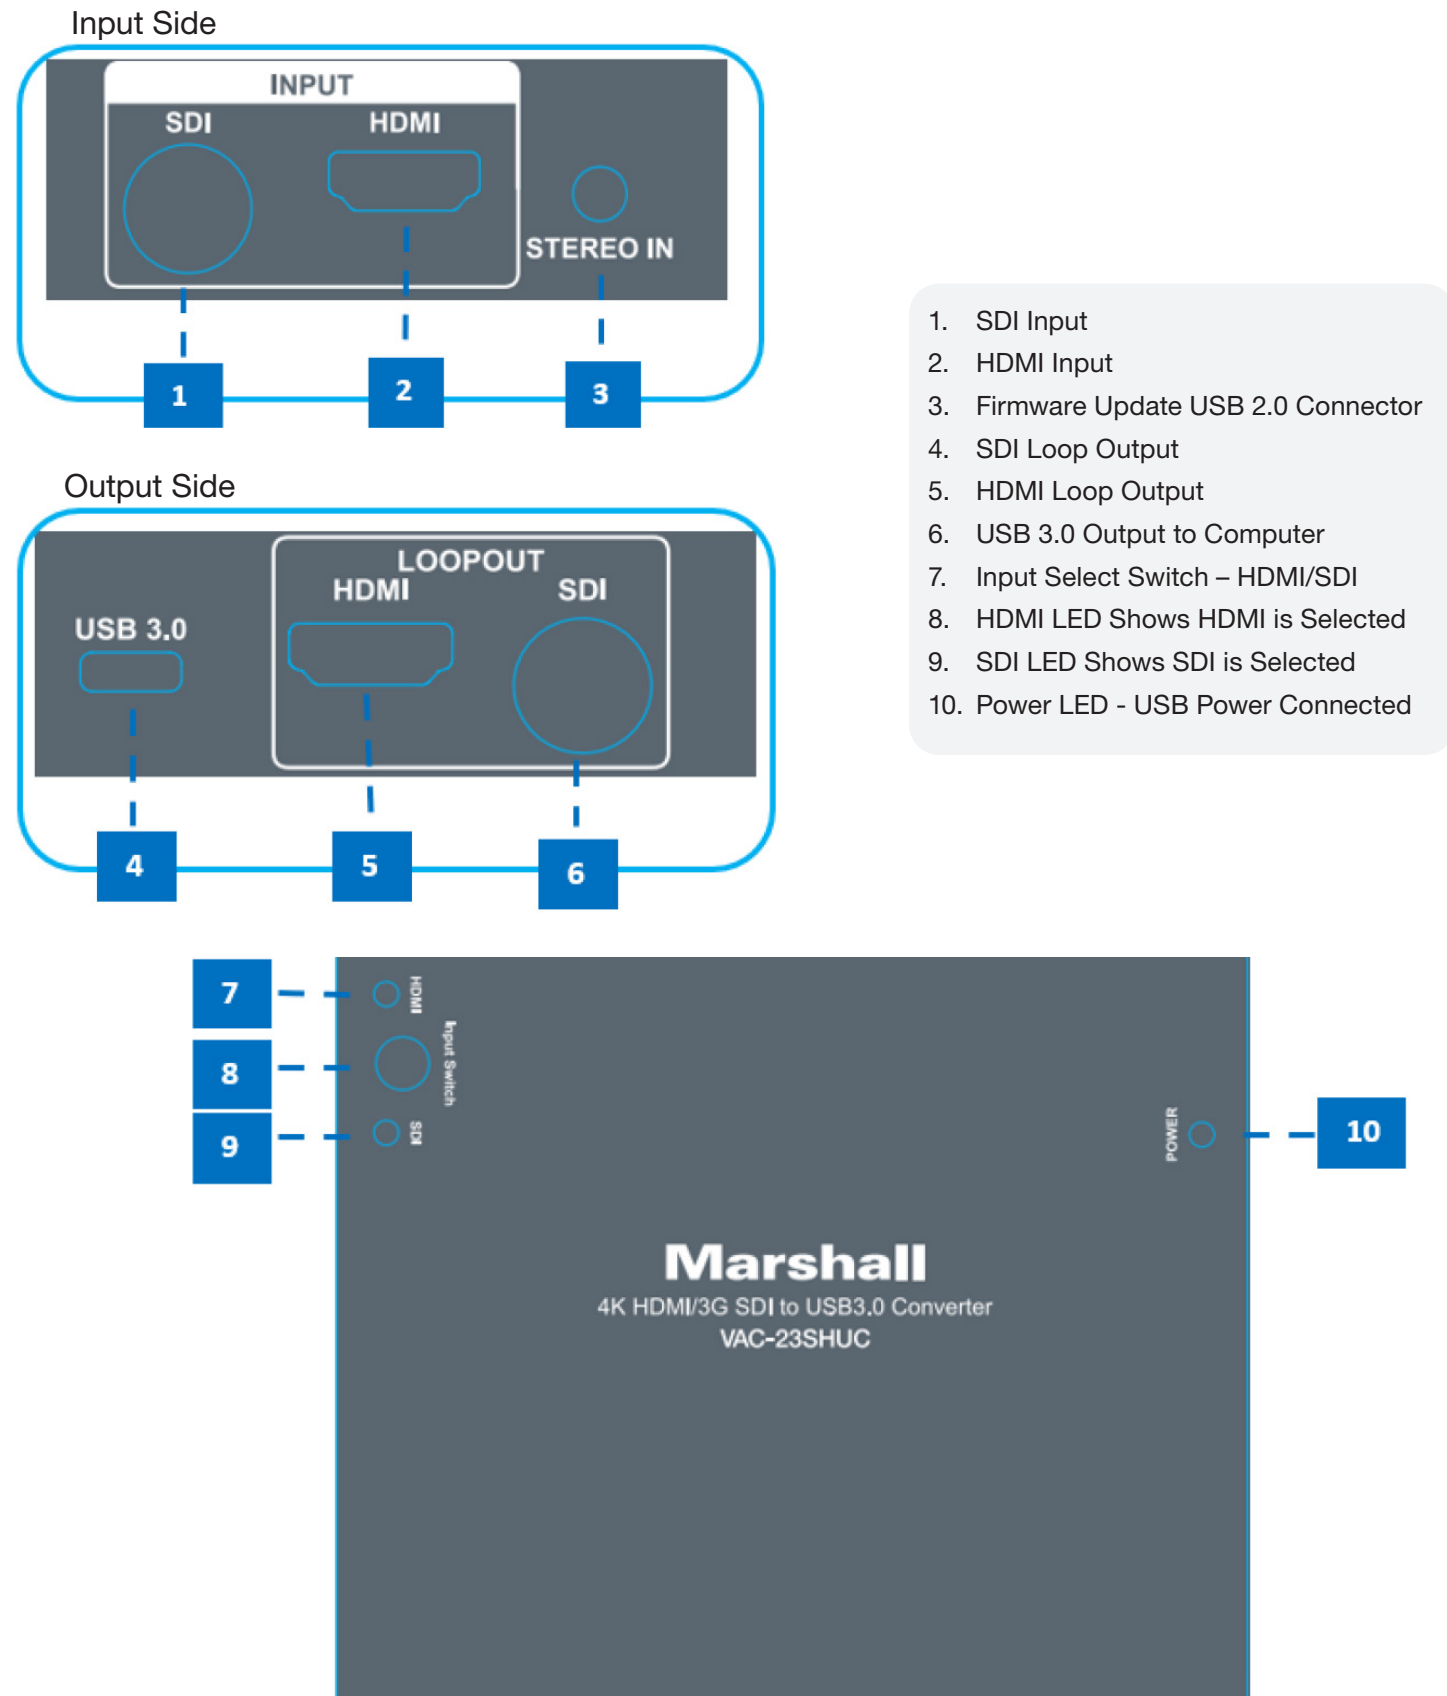 Input Side
INPUT
SDI HDMI
STEREO IN
1 2 3
Output Side
LOOPOUT
HDMI SDI
USB 3.0
4 5 6
1. SDI Input
2. HDMI Input
3. Firmware Update USB 2.0 Connector
4. SDI Loop Output
5. HDMI Loop Output
6. USB 3.0 Output to Computer
7. Input Select Switch – HDMI/SDI
8. HDMI LED Shows HDMI is Selected
9. SDI LED Shows SDI is Selected
10. Power LED - USB Power Connected
7
HDMI
8
Input Switch
9
SDI
POWER
10
Marshall
4K HDMI/3G SDI to USB3.0 Converter
VAC-23SHUC